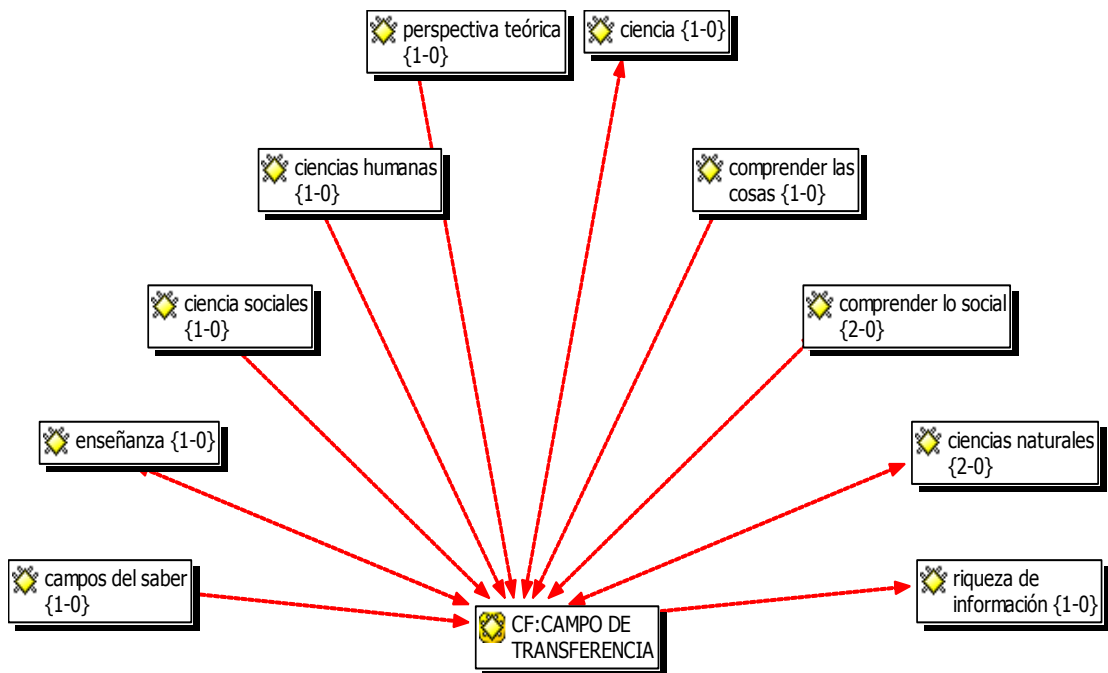 perspectiva teórica
{1-0}
ciencia {1-0}
ciencias humanas
{1-0}
comprender las
cosas {1-0}
ciencia sociales
{1-0}
comprender lo social
{2-0}
enseñanza {1-0}
ciencias naturales
{2-0}
campos del saber
{1-0}
riqueza de
información {1-0}
CF:CAMPO DE
TRANSFERENCIA